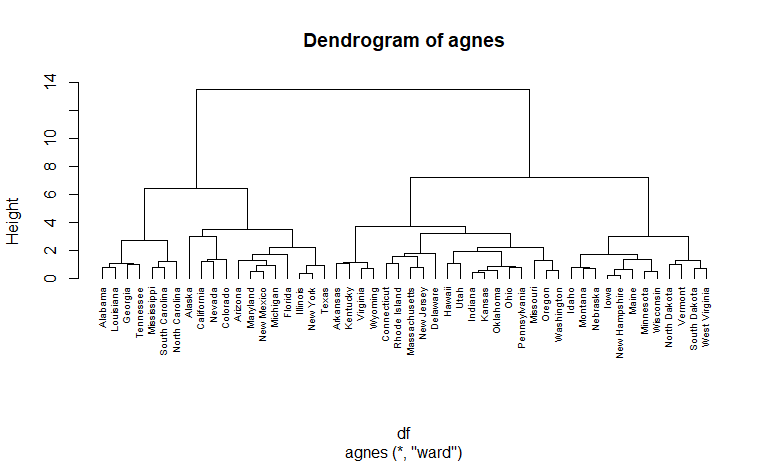 Dendrogram of agnes
Height
14
10
8
6
4
2
0
Alabama
Louisiana
Georgia
Tennessee
Mississippi
South Carolina
North Carolina
Alaska
California
Nevada
Colorado
Arizona
Maryland
New Mexico
Michigan
Florida
Illinois
New York
Texas
Arkansas
Kentucky
Virginia
Wyoming
Connecticut
Rhode Island
Massachusetts
New Jersey
Delaware
Hawaii
Utah
Indiana
Kansas
Oklahoma
Ohio
Pennsylvania
Missouri
Oregon
Washington
Idaho
Montana
Nebraska
Iowa
New Hampshire
Maine
Minnesota
Wisconsin
North Dakota
Vermont
South Dakota
West Virginia
df
agnes (*, "ward")